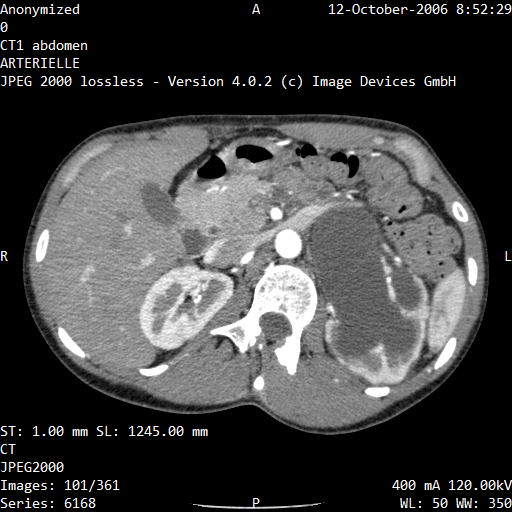 Anonymized A 12-October-2006 8:52:29
0
CT1 abdomen
ARTERIELLE
JPEG 2000 lossless - Version 4.0.2 (c) Image Devices GmbH
R L
ST: 1.00 mm SL: 1245.00 mm
CT
JPEG2000
Images: 101/361 400 mA 120.00kV
Series: 6168 P WL: 50 WW: 350